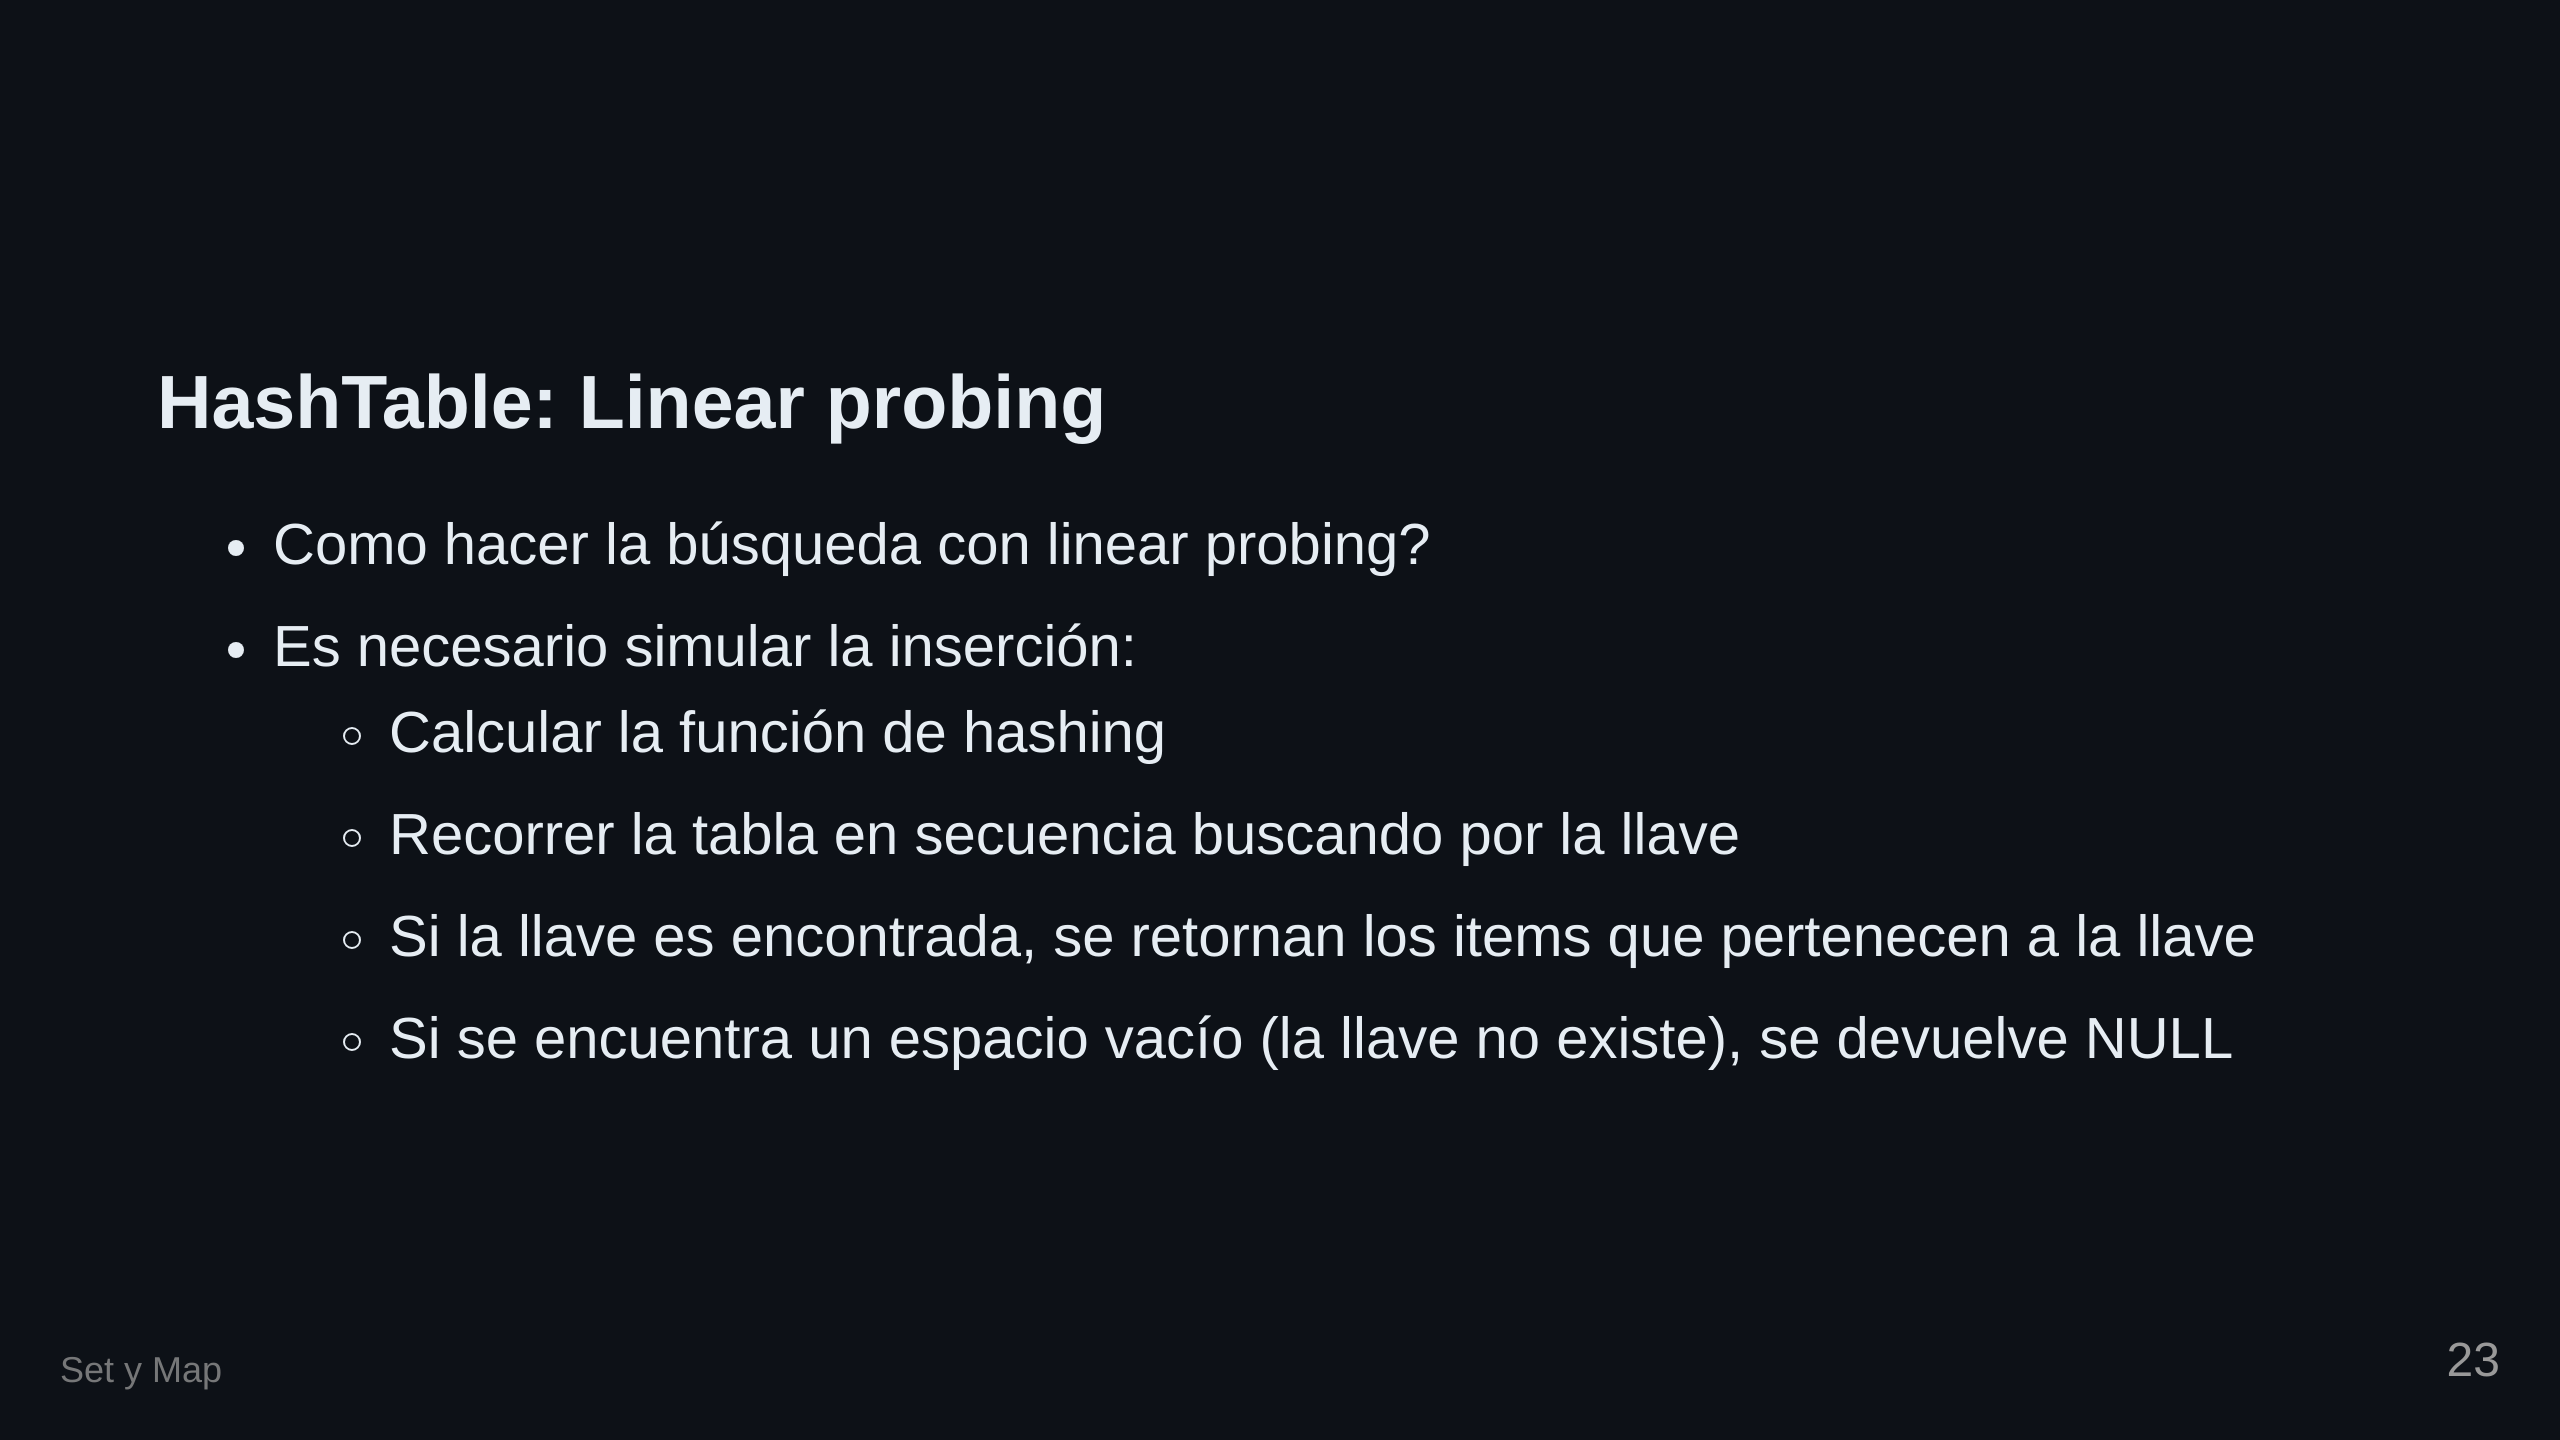 HashTable: Linear probing
• Como hacer la búsqueda con linear probing?
• Es necesario simular la inserción:
◦ Calcular la función de hashing
◦ Recorrer la tabla en secuencia buscando por la llave
◦ Si la llave es encontrada, se retornan los items que pertenecen a la llave
◦ Si se encuentra un espacio vacío (la llave no existe), se devuelve NULL
Set y Map
23